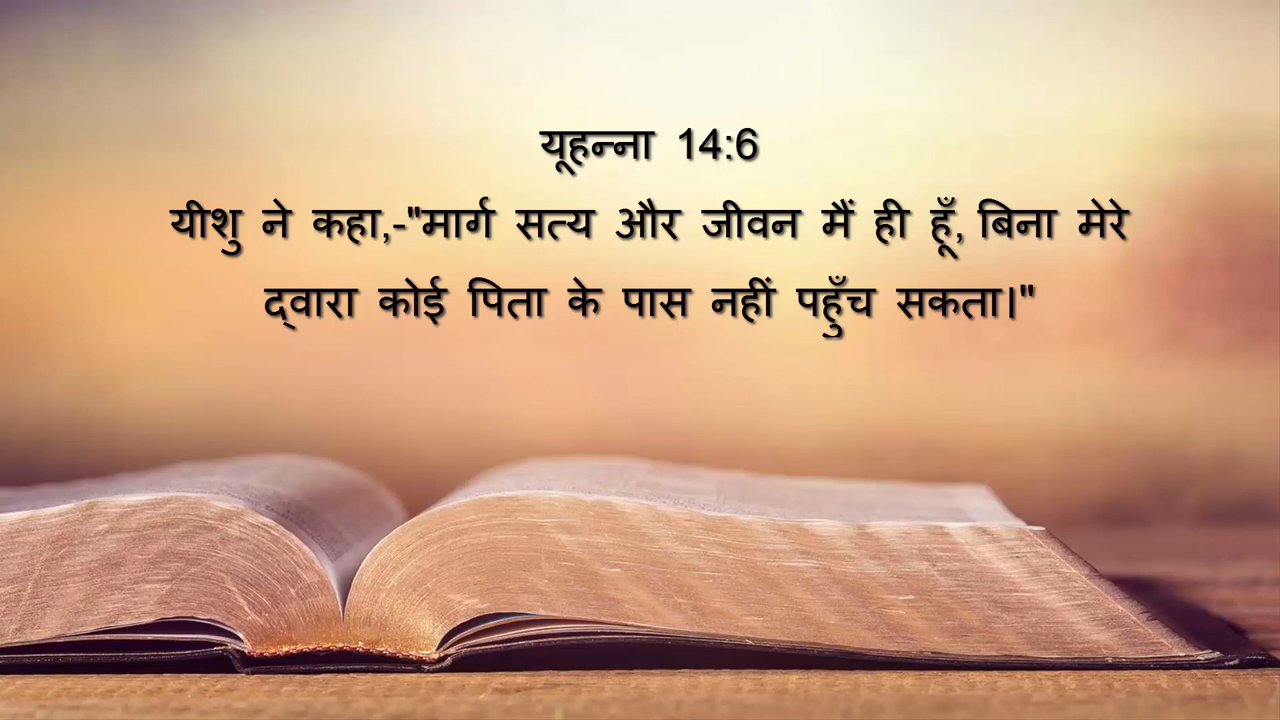 यूहन्ना 14:6
यीशु ने कहा,-"मार्ग सत्य और जीवन मैं ही हूँ, बिना मेरे
द्वारा कोई पिता के पास नहीं पहुँच सकता।"